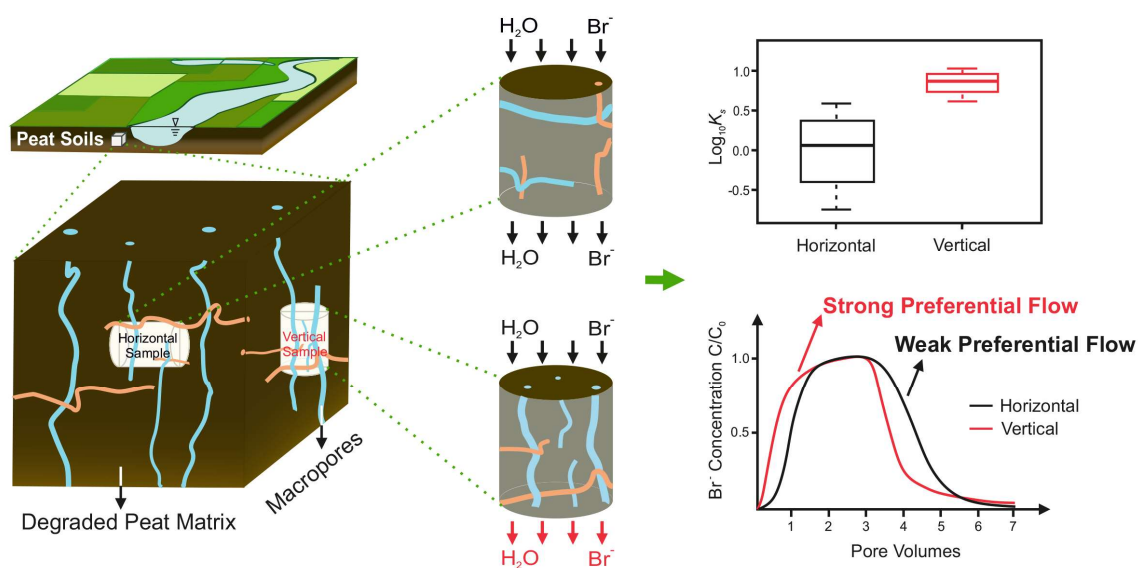 Peat Soils
Horizontal
Sample
Vertical
Sample
Macropores
Degraded Peat Matrix
H₂O Br⁻
H₂O Br⁻
H₂O Br⁻
H₂O Br⁻
Log₁₀Kₛ
1.0
0.5
0.0
-0.5
Horizontal Vertical
Strong Preferential Flow
Weak Preferential Flow
Br⁻ Concentration C/C₀
1.0
0.5
Horizontal
Vertical
1 2 3 4 5 6 7
Pore Volumes